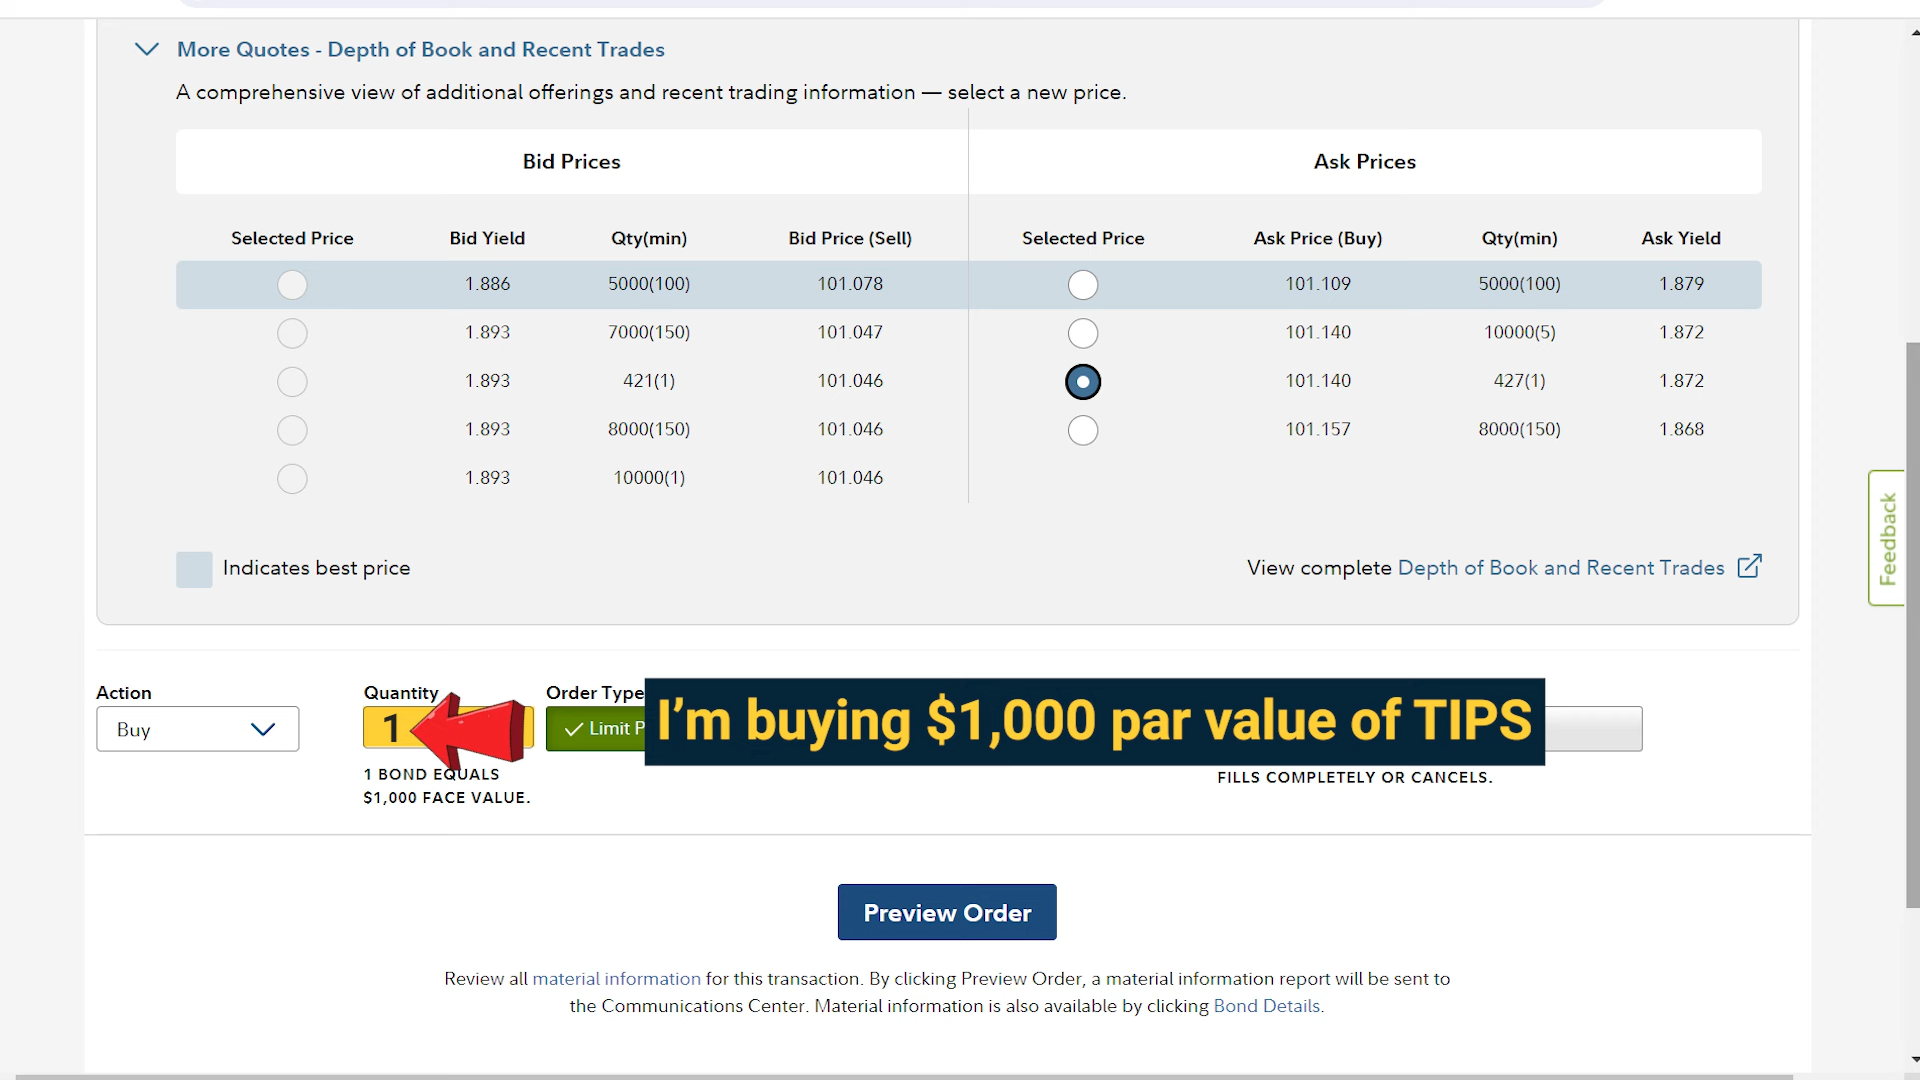 More Quotes - Depth of Book and Recent Trades
A comprehensive view of additional offerings and recent trading information — select a new price.
Bid Prices Ask Prices
Selected Price Bid Yield Qty(min) Bid Price (Sell) Selected Price Ask Price (Buy) Qty(min) Ask Yield
1.886 5000(100) 101.078 101.109 5000(100) 1.879
1.893 7000(150) 101.047 101.140 10000(5) 1.872
1.893 421(1) 101.046 101.140 427(1) 1.872
1.893 8000(150) 101.046 101.157 8000(150) 1.868
1.893 10000(1) 101.046
Indicates best price View complete Depth of Book and Recent Trades
Feedback
Action Quantity Order Type
Buy 1 Limit P I'm buying $1,000 par value of TIPS
1 BOND EQUALS FILLS COMPLETELY OR CANCELS.
$1,000 FACE VALUE.
Preview Order
Review all material information for this transaction. By clicking Preview Order, a material information report will be sent to
the Communications Center. Material information is also available by clicking Bond Details.